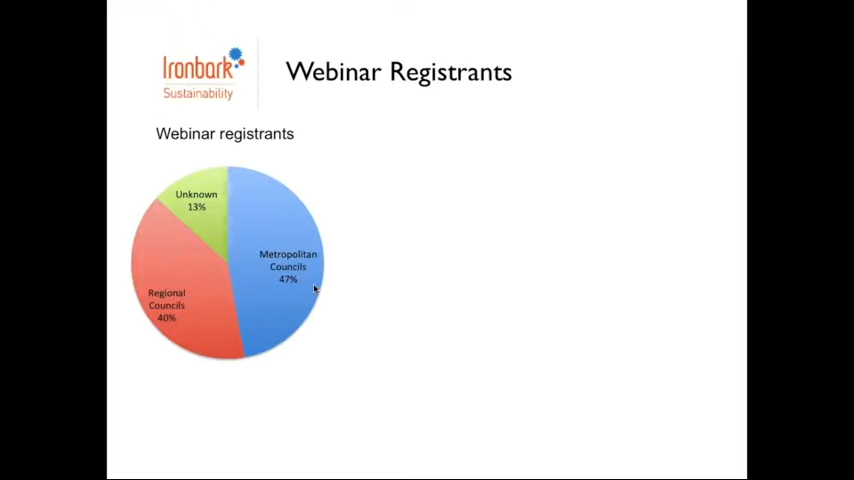 Ironbark
Sustainability
Webinar Registrants
Webinar registrants
Unknown
13%
Metropolitan
Councils
47%
Regional
Councils
40%